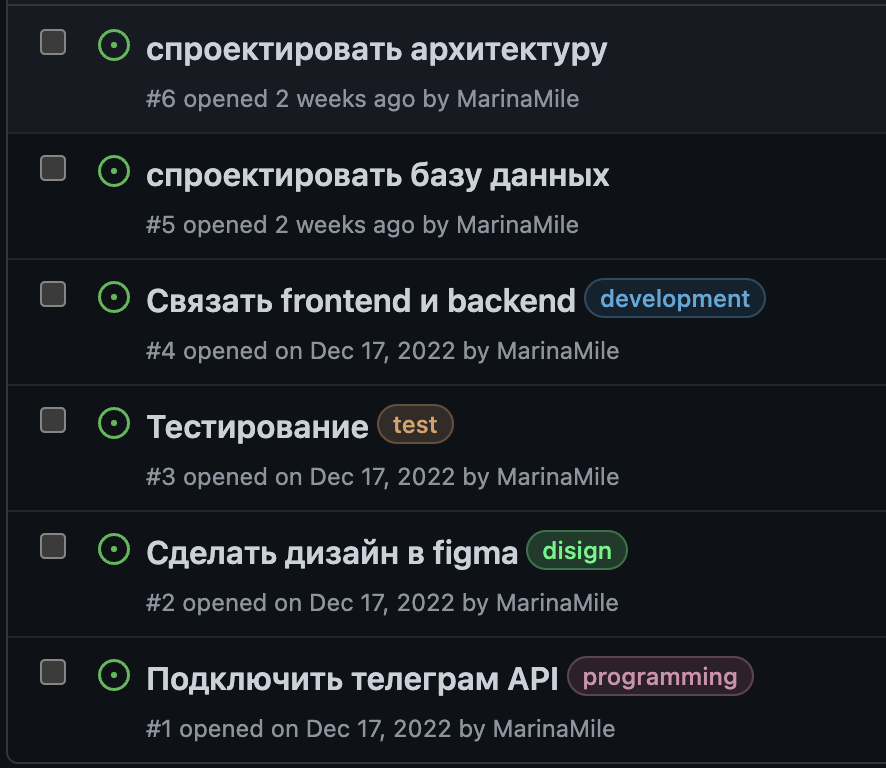 спроектировать архитектуру
#6 opened 2 weeks ago by MarinaMile
спроектировать базу данных
#5 opened 2 weeks ago by MarinaMile
Связать frontend и backend development
#4 opened on Dec 17, 2022 by MarinaMile
Тестирование test
#3 opened on Dec 17, 2022 by MarinaMile
Сделать дизайн в figma disign
#2 opened on Dec 17, 2022 by MarinaMile
Подключить телеграм API programming
#1 opened on Dec 17, 2022 by MarinaMile